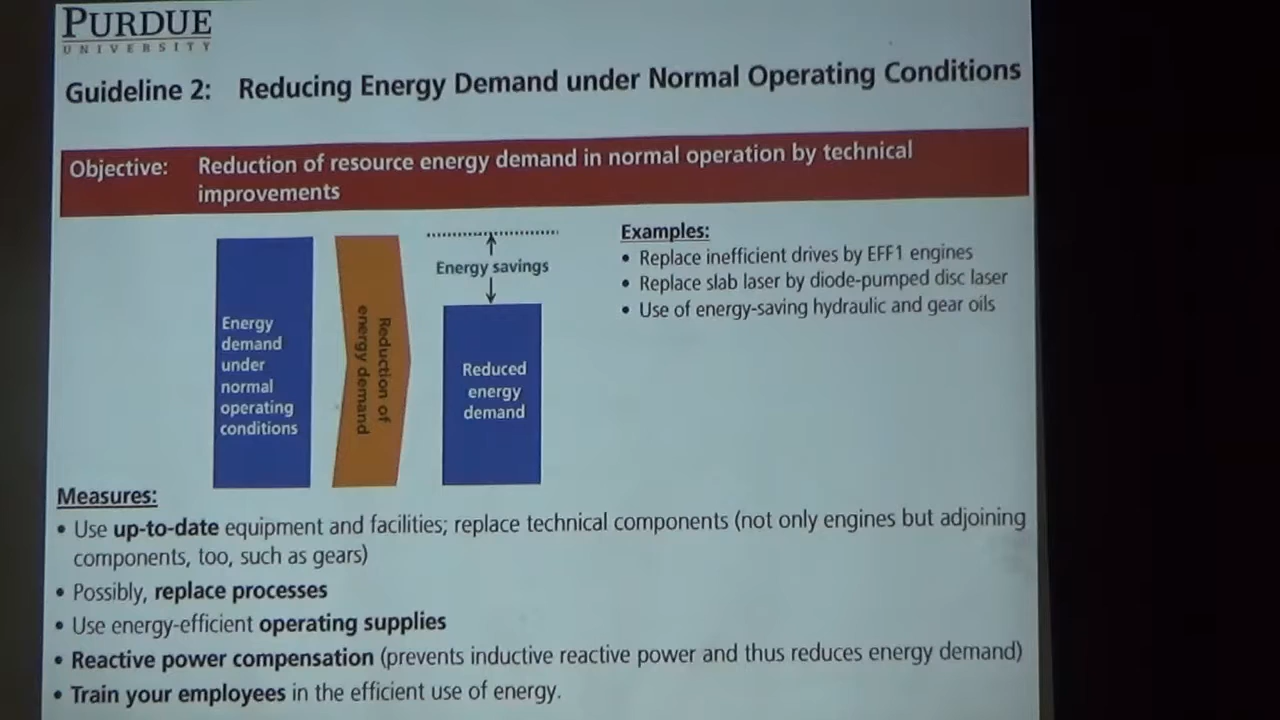 PURDUE
UNIVERSITY
Guideline 2: Reducing Energy Demand under Normal Operating Conditions
Objective: Reduction of resource energy demand in normal operation by technical
improvements
Energy
demand
under
normal
operating
conditions
Reduction of
energy demand
Energy savings
Reduced
energy
demand
Examples:
• Replace inefficient drives by EFF1 engines
• Replace slab laser by diode-pumped disc laser
• Use of energy-saving hydraulic and gear oils
Measures:
• Use up-to-date equipment and facilities; replace technical components (not only engines but adjoining
components, too, such as gears)
• Possibly, replace processes
• Use energy-efficient operating supplies
• Reactive power compensation (prevents inductive reactive power and thus reduces energy demand)
• Train your employees in the efficient use of energy.